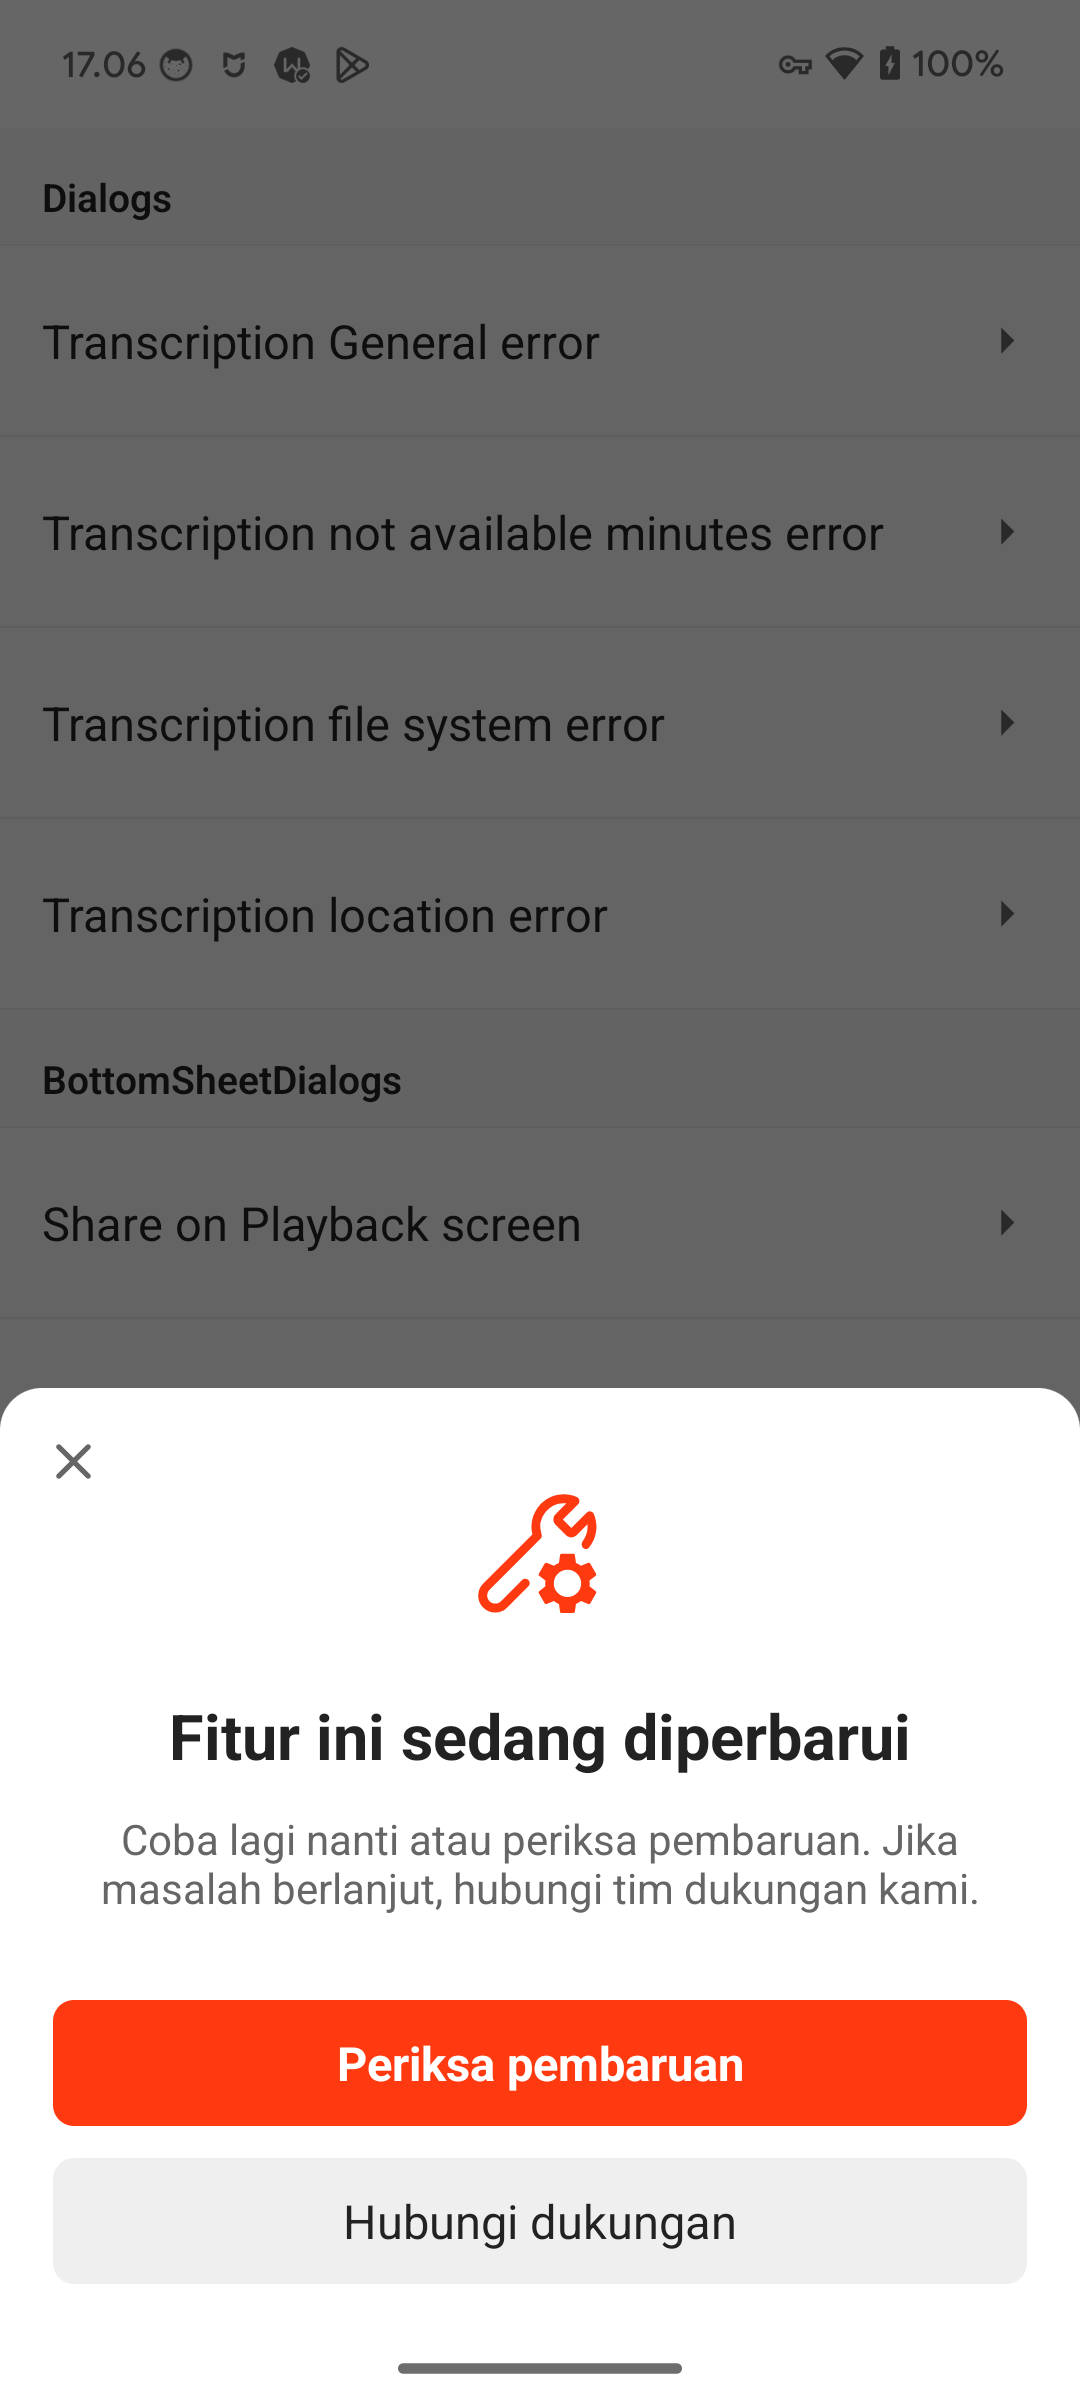 17.06
100%
Dialogs
Transcription General error
Transcription not available minutes error
Transcription file system error
Transcription location error
BottomSheetDialogs
Share on Playback screen
Fitur ini sedang diperbarui
Coba lagi nanti atau periksa pembaruan. Jika
masalah berlanjut, hubungi tim dukungan kami.
Periksa pembaruan
Hubungi dukungan